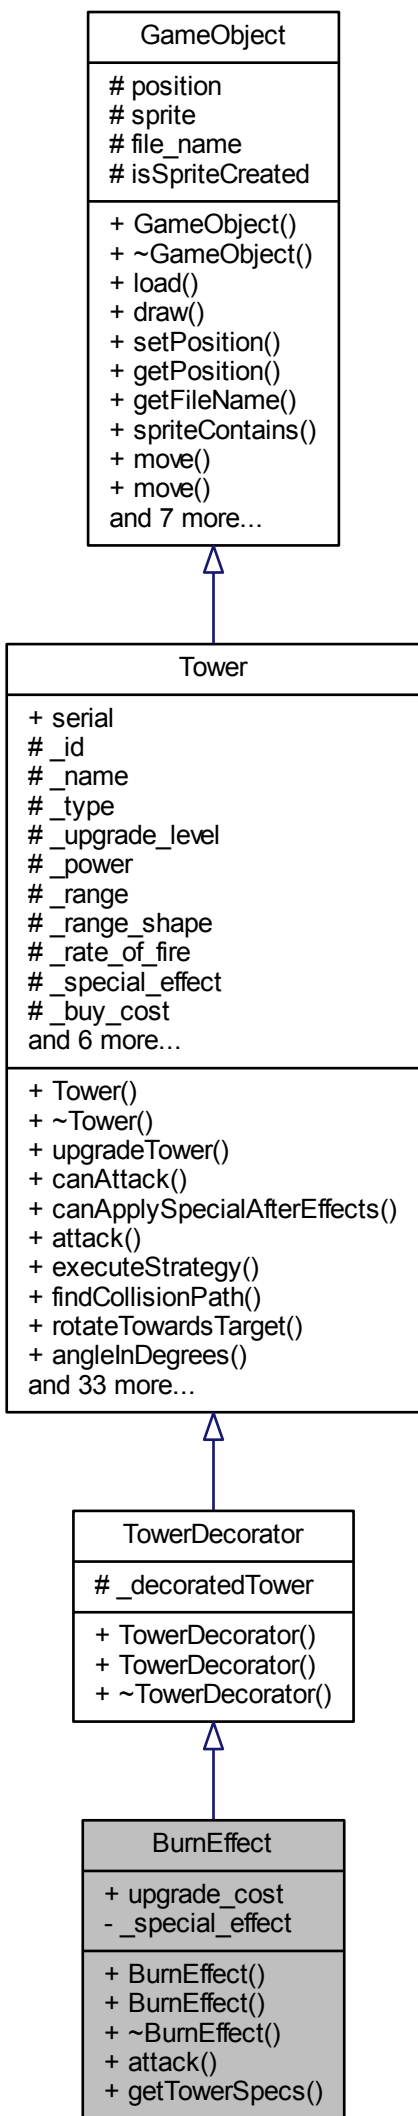 GameObject
# position
# sprite
# file_name
# isSpriteCreated
+ GameObject()
+ ~GameObject()
+ load()
+ draw()
+ setPosition()
+ getPosition()
+ getFileName()
+ spriteContains()
+ move()
+ move()
and 7 more...
Tower
+ serial
# _id
# _name
# _type
# _upgrade_level
# _power
# _range
# _range_shape
# _rate_of_fire
# _special_effect
# _buy_cost
and 6 more...
+ Tower()
+ ~Tower()
+ upgradeTower()
+ canAttack()
+ canApplySpecialAfterEffects()
+ attack()
+ executeStrategy()
+ findCollisionPath()
+ rotateTowardsTarget()
+ angleInDegrees()
and 33 more...
TowerDecorator
# _decoratedTower
+ TowerDecorator()
+ TowerDecorator()
+ ~TowerDecorator()
BurnEffect
+ upgrade_cost
- _special_effect
+ BurnEffect()
+ BurnEffect()
+ ~BurnEffect()
+ attack()
+ getTowerSpecs()